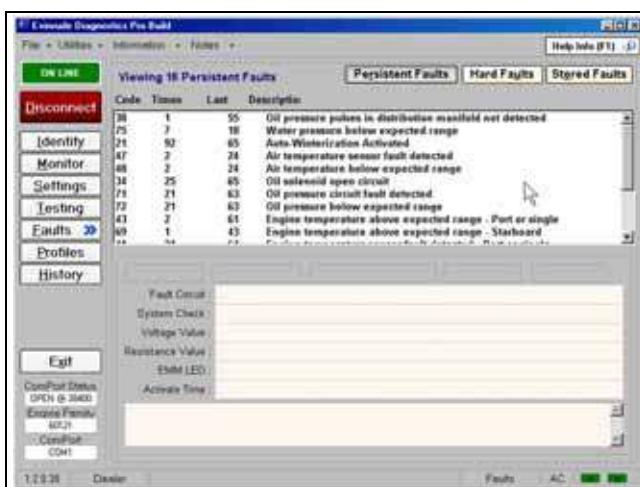 Evinrude Diagnostics Pro Build
File Utilities Information Notes
Help Info (F1)
ON LINE
Viewing 16 Persistent Faults
Persistent Faults
Hard Faults
Stored Faults
Disconnect
Code Times Last Descriptio
38 1 55 Oil pressure pulses in distribution manifold not detected
75 7 18 Water pressure below expected range
21 92 65 Auto-Winterization Activated
47 2 24 Air temperature sensor fault detected
48 2 24 Air temperature below expected range
34 25 65 Oil solenoid open circuit
71 21 63 Oil pressure circuit fault detected
72 21 63 Oil pressure below expected range
43 2 61 Engine temperature above expected range - Port or single
69 1 43 Engine temperature above expected range - Starboard
Identify
Monitor
Settings
Testing
Faults
Profiles
History
Fault Circuit :
System Check :
Voltage Value :
Resistance Value :
EMM LED :
Activate Time :
Exit
ComPort Status
OPEN @ 38400
Engine Family
ComPort
COM1
Dealer
Faults
AC